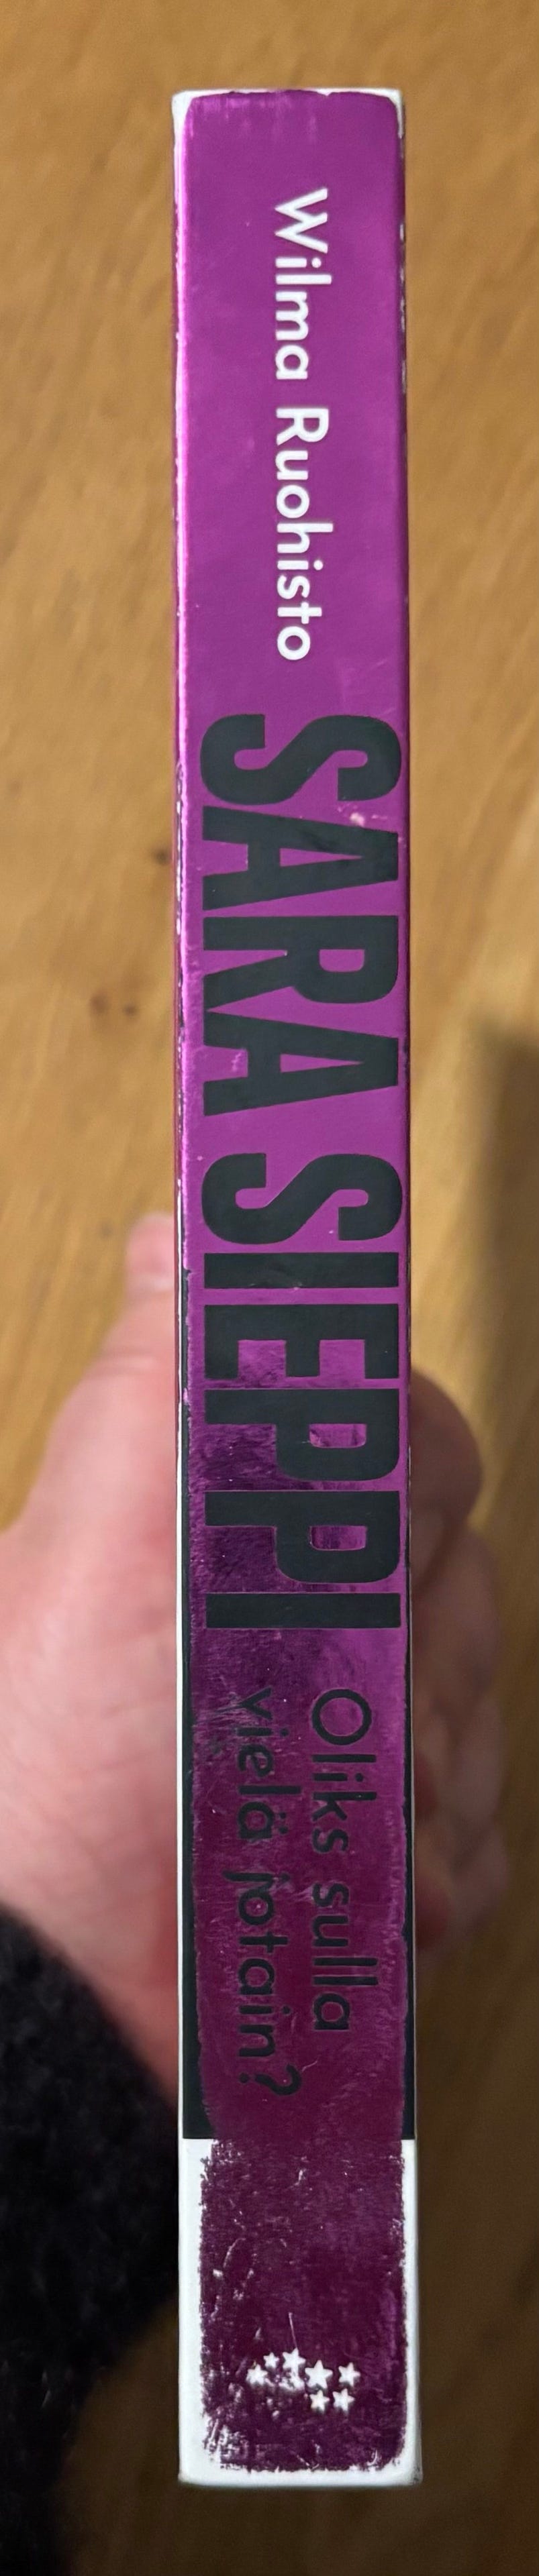 Wilma Ruohisto
SARA SIEPPI
Oliks sulla
vielä jotain?